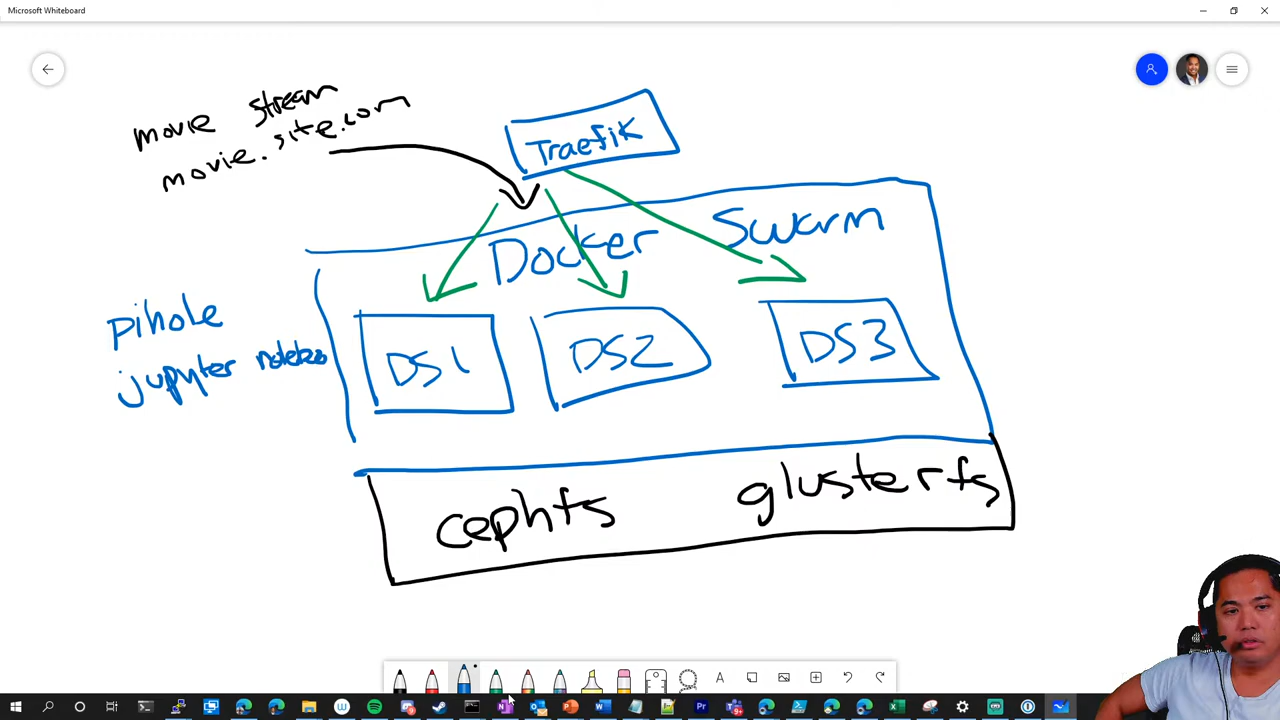 Microsoft Whiteboard
movie stream
movie.site.com
Traefik
Docker Swarm
pihole
jupyter
DS1
DS2
DS3
cephfs
glusterfs